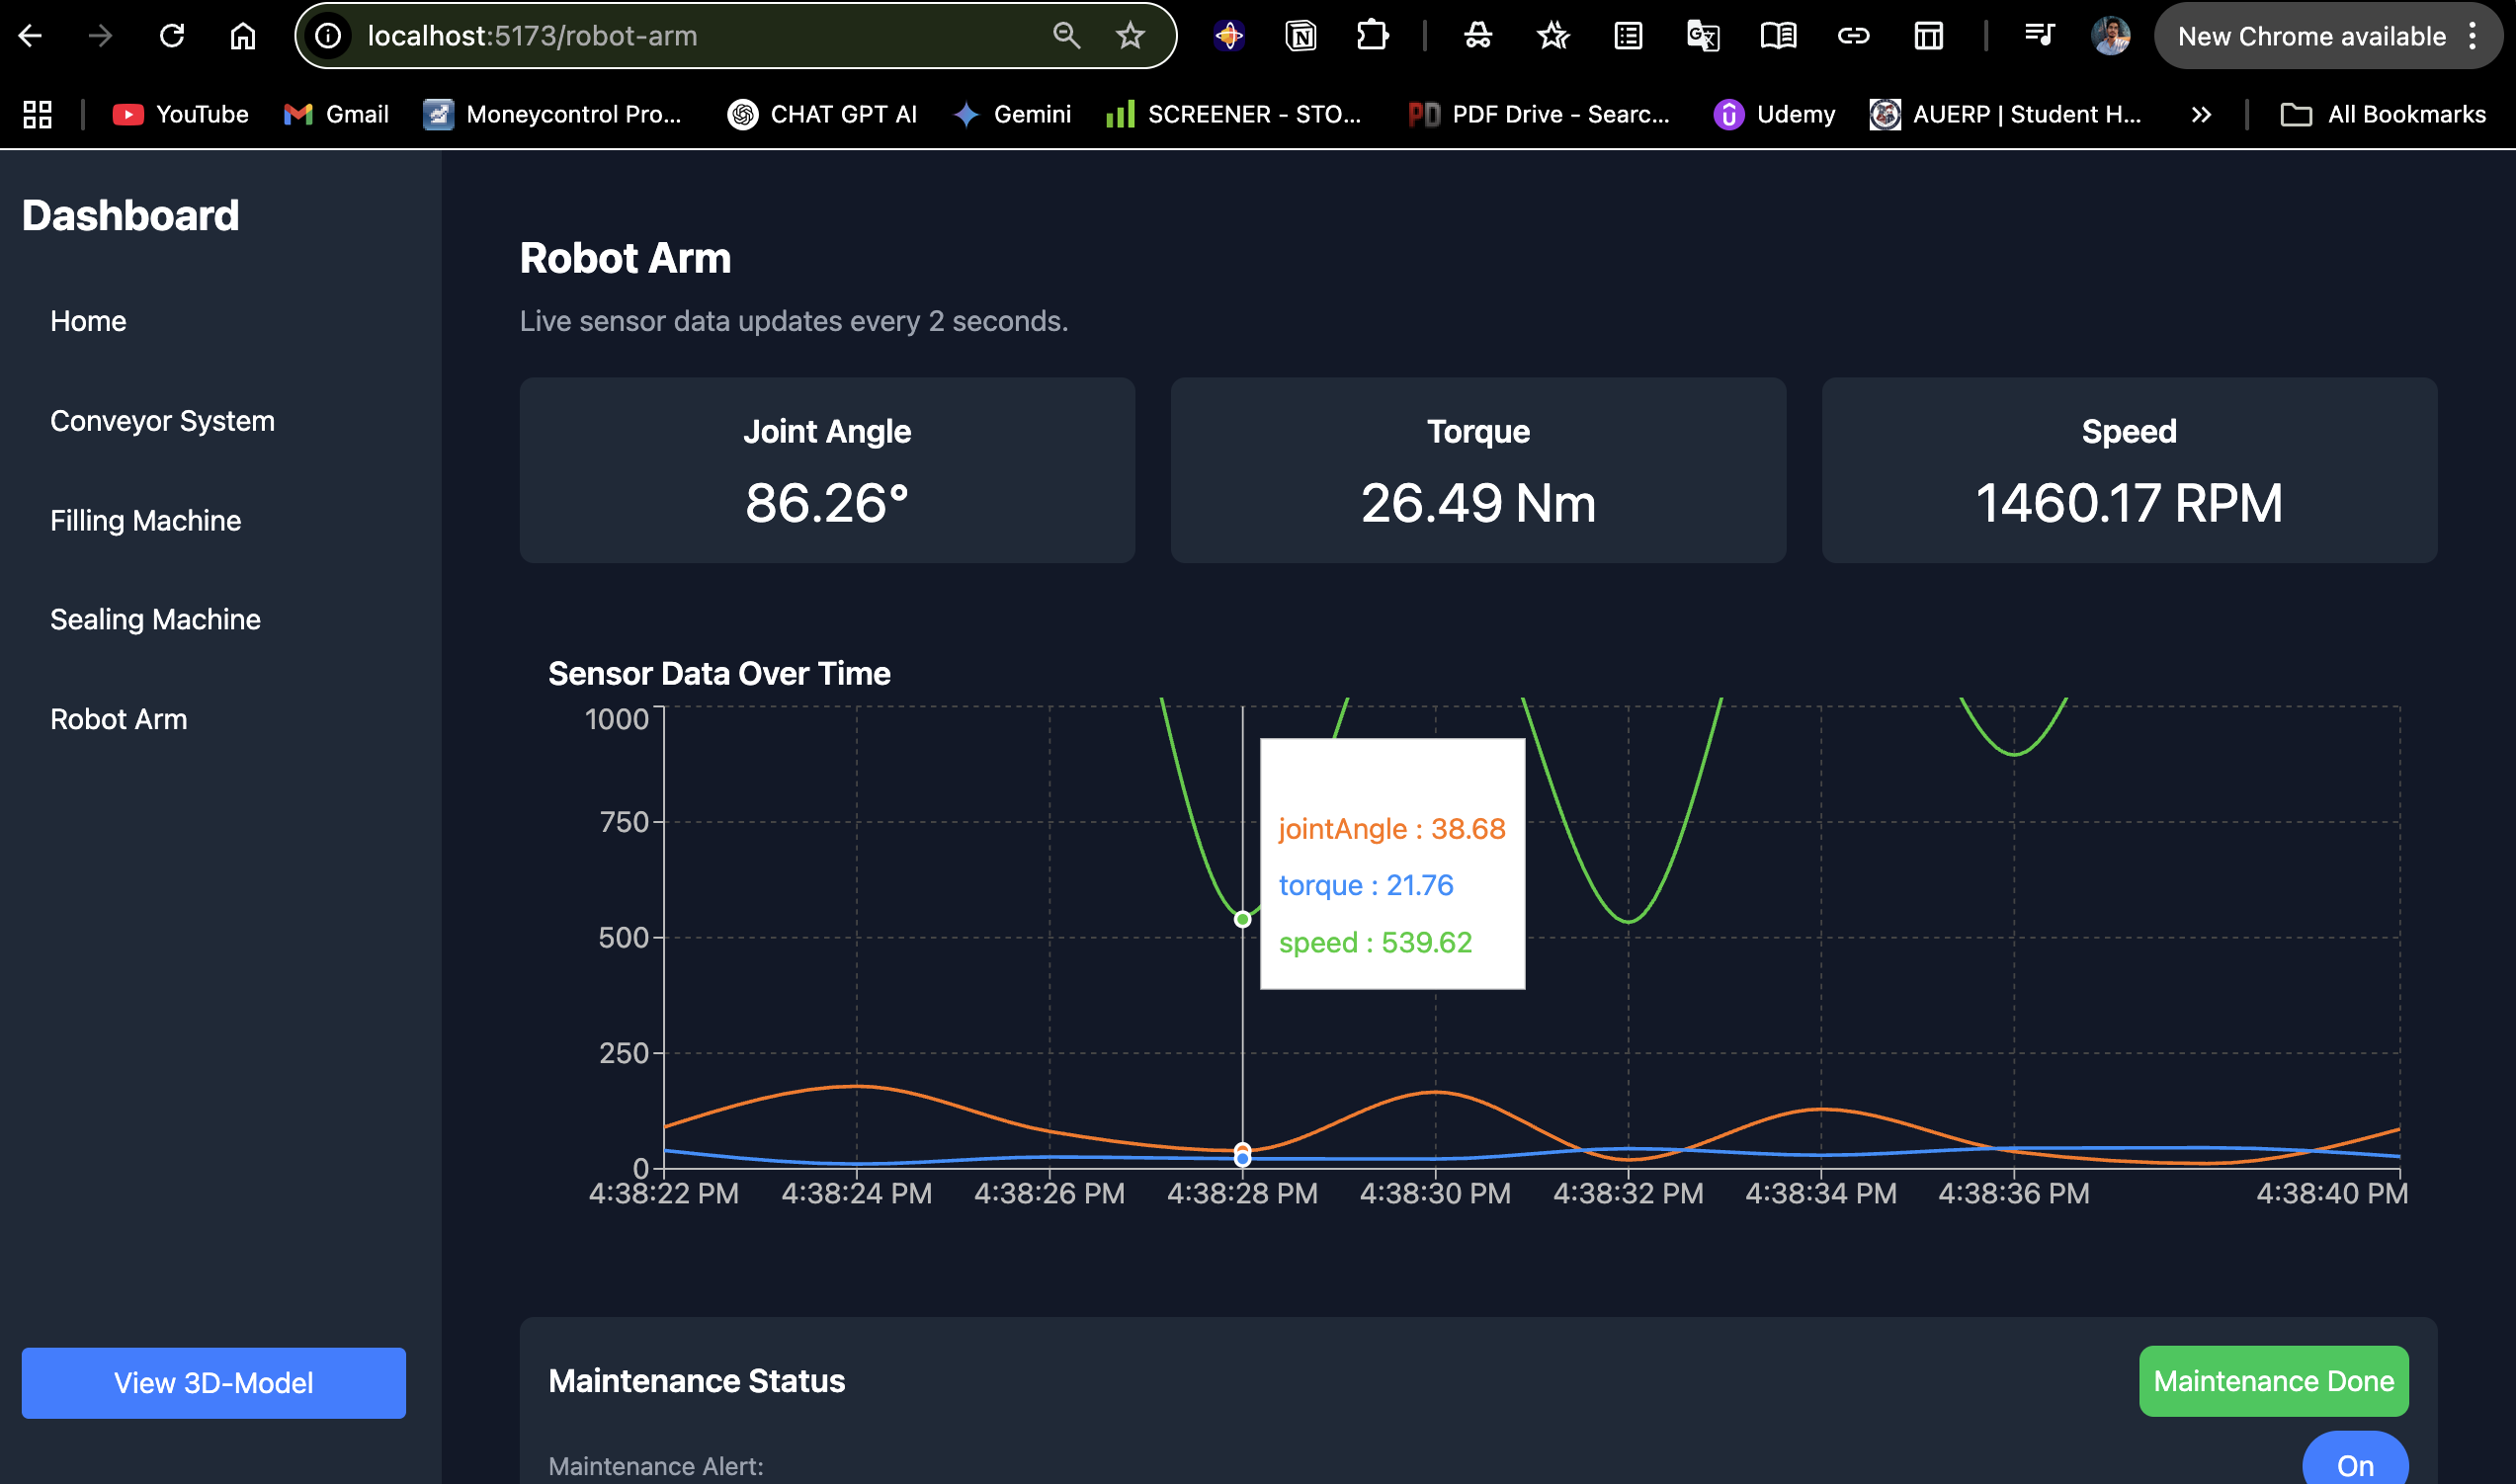 localhost:5173/robot-arm
New Chrome available
YouTube
Gmail
Moneycontrol Pro...
CHAT GPT AI
Gemini
SCREENER - STO...
PD
PDF Drive - Searc...
Udemy
AUERP | Student H...
All Bookmarks
Dashboard
Home
Conveyor System
Filling Machine
Sealing Machine
Robot Arm
View 3D-Model
Robot Arm
Live sensor data updates every 2 seconds.
Joint Angle
86.26°
Torque
26.49 Nm
Speed
1460.17 RPM
Sensor Data Over Time
1000
750
500
250
0
jointAngle : 38.68
torque : 21.76
speed : 539.62
4:38:22 PM 4:38:24 PM 4:38:26 PM 4:38:28 PM 4:38:30 PM 4:38:32 PM 4:38:34 PM 4:38:36 PM 4:38:40 PM
Maintenance Status
Maintenance Done
Maintenance Alert:
On